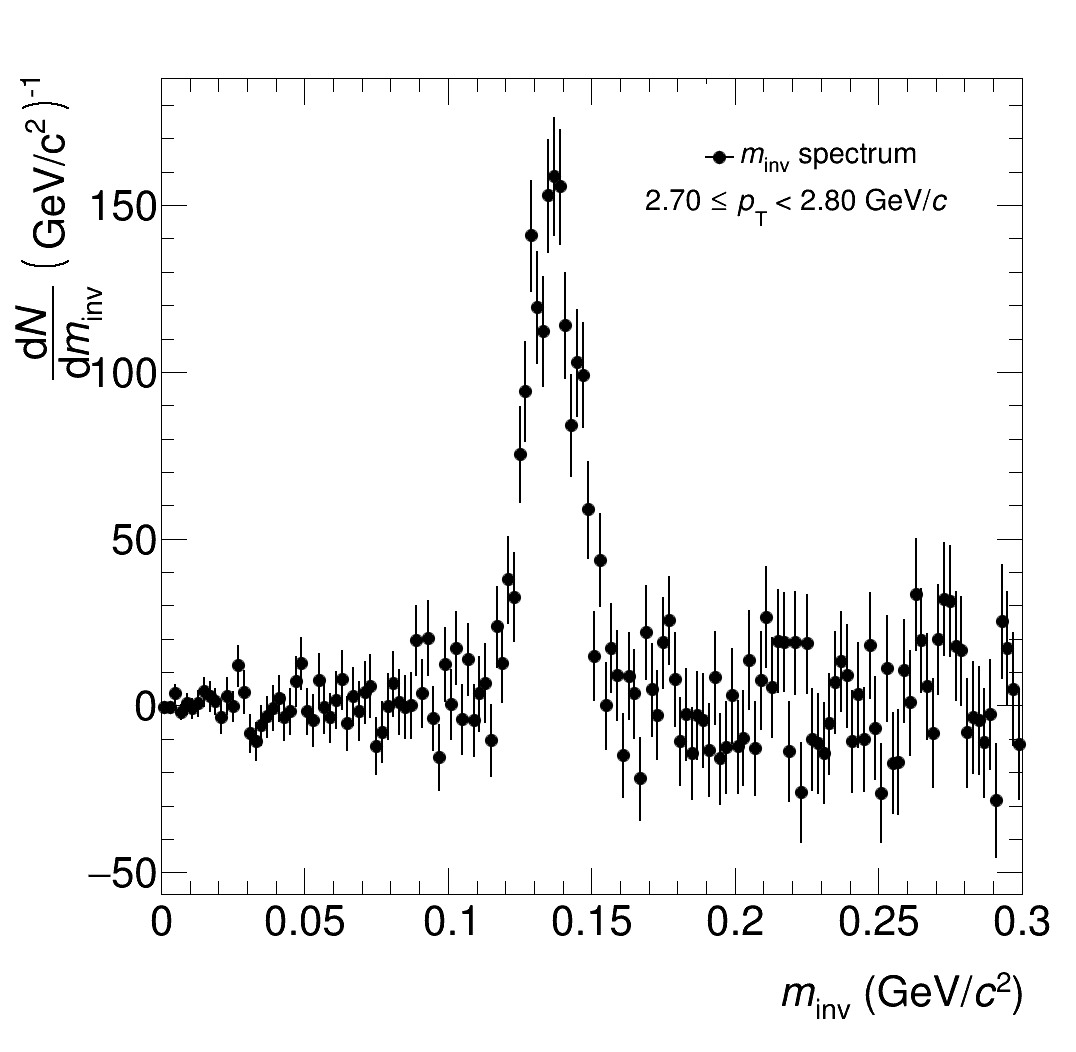 dN/dm_inv (GeV/c²)⁻¹
m_inv spectrum
2.70 ≤ p_T < 2.80 GeV/c
150
100
50
0
−50
0 0.05 0.1 0.15 0.2 0.25 0.3
m_inv (GeV/c²)